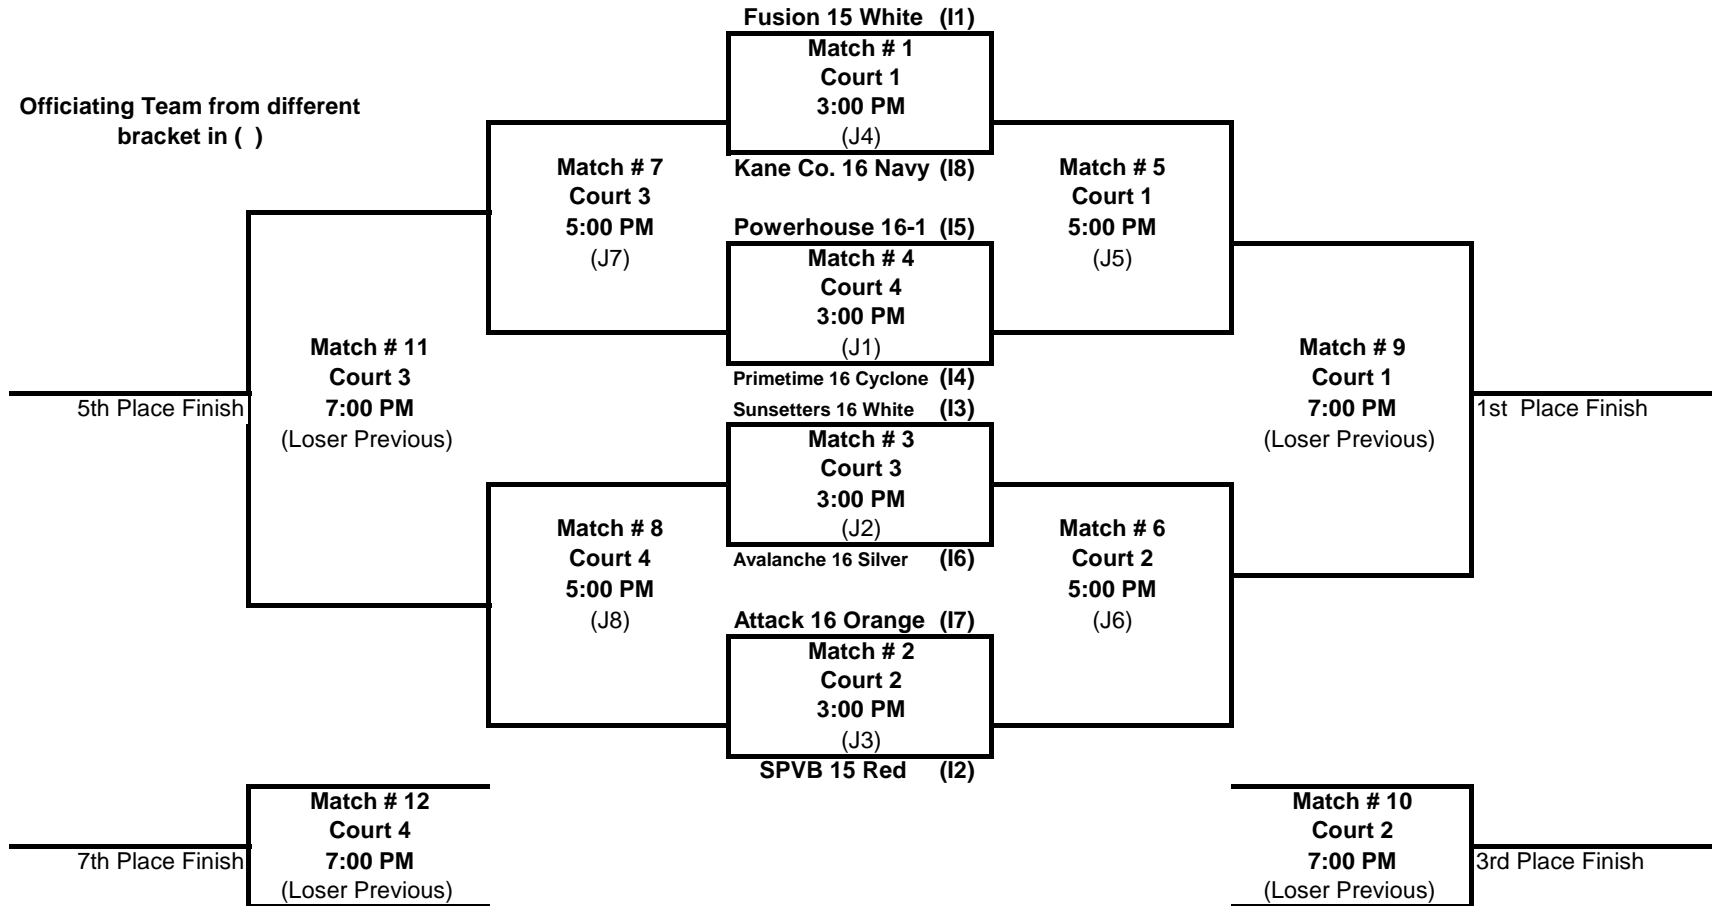 Fusion 15 White (I1)
Match # 1
Court 1
3:00 PM
(J4)
Kane Co. 16 Navy (I8)
Officiating Team from different
bracket in ( )
Match # 7
Court 3
5:00 PM
(J7)
Match # 5
Court 1
5:00 PM
(J5)
Powerhouse 16-1 (I5)
Match # 4
Court 4
3:00 PM
(J1)
Primetime 16 Cyclone (I4)
Match # 11
Court 3
7:00 PM
(Loser Previous)
5th Place Finish
Match # 9
Court 1
7:00 PM
(Loser Previous)
1st Place Finish
Sunsetters 16 White (I3)
Match # 3
Court 3
3:00 PM
(J2)
Avalanche 16 Silver (I6)
Match # 8
Court 4
5:00 PM
(J8)
Match # 6
Court 2
5:00 PM
(J6)
Attack 16 Orange (I7)
Match # 2
Court 2
3:00 PM
(J3)
SPVB 15 Red (I2)
Match # 12
Court 4
7:00 PM
(Loser Previous)
7th Place Finish
Match # 10
Court 2
7:00 PM
(Loser Previous)
3rd Place Finish